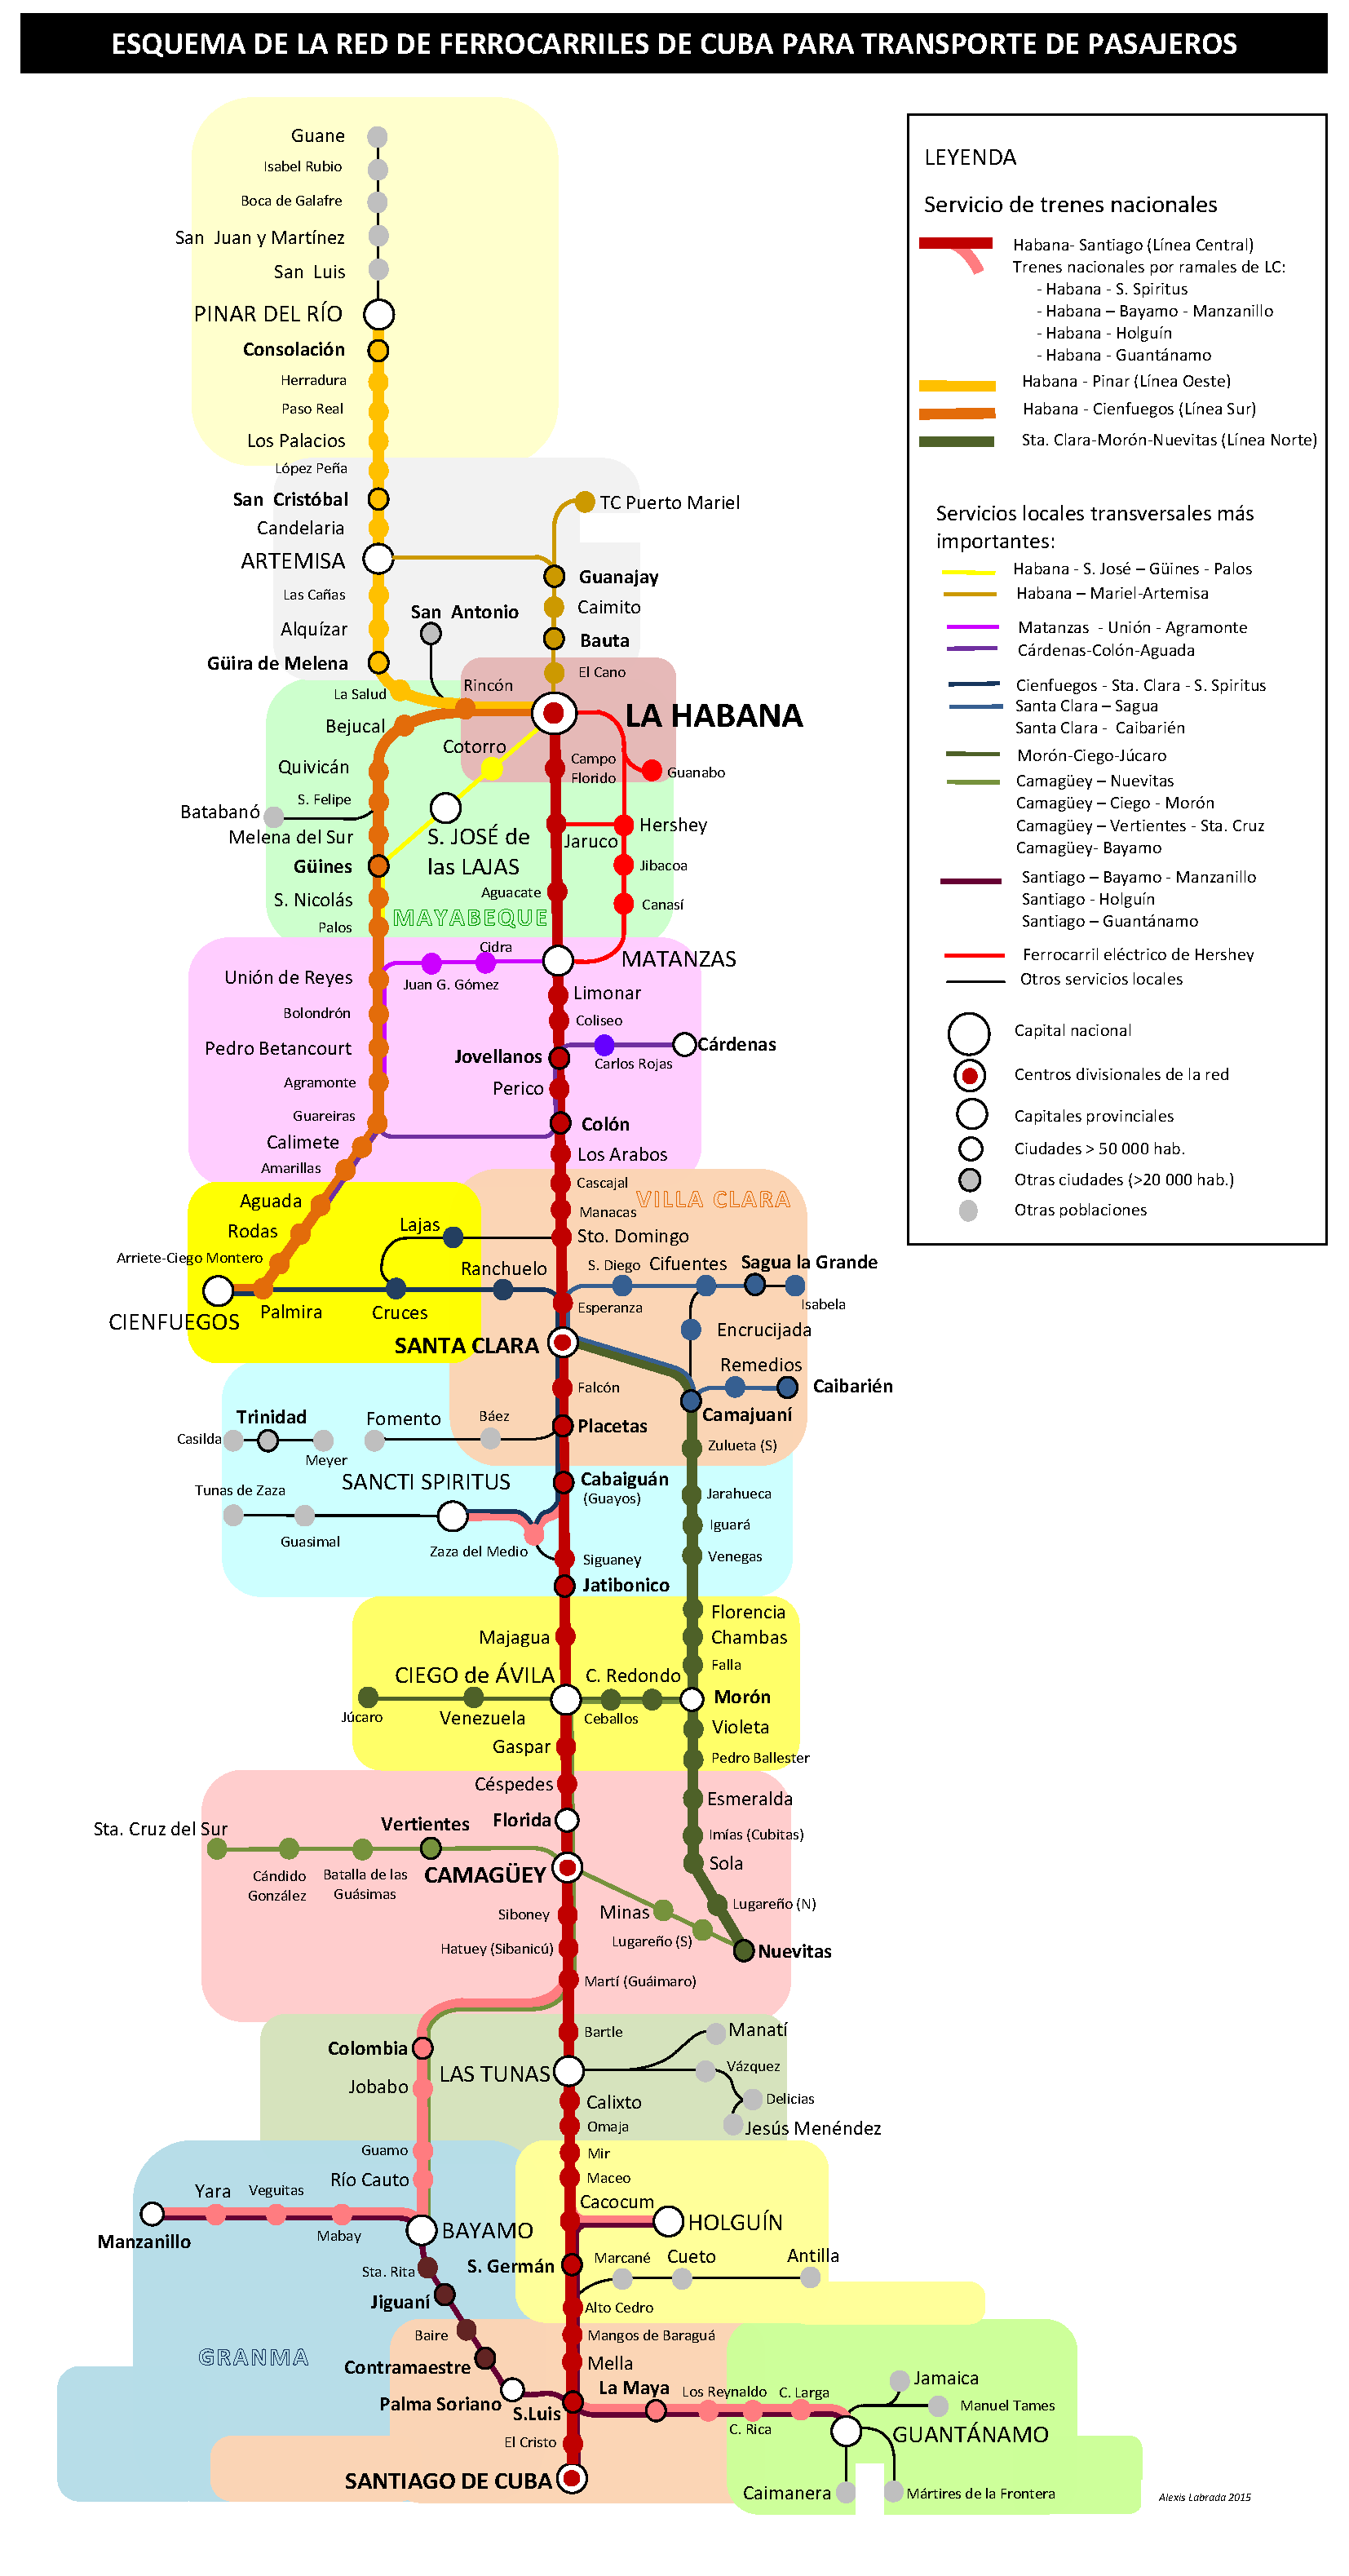 ESQUEMA DE LA RED DE FERROCARRILES DE CUBA PARA TRANSPORTE DE PASAJEROS
Guane
Isabel Rubio
Boca de Galafre
San Juan y Martínez
San Luis
PINAR DEL RÍO
Consolación
Herradura
Paso Real
Los Palacios
López Peña
San Cristóbal
Candelaria
ARTEMISA
Las Cañas
Alquízar
Güira de Melena
La Salud
San Antonio
Rincón
TC Puerto Mariel
Guanajay
Caimito
Bauta
El Cano
LA HABANA
Bejucal
Cotorro
Quivicán
S. Felipe
Batabanó
Melena del Sur
Güines
S. Nicolás
Palos
S. JOSÉ de
las LAJAS
MAYABEQUE
Campo
Florido
Guanabo
Hershey
Jaruco
Jibacoa
Aguacate
Canasí
Cidra
MATANZAS
Juan G. Gómez
Unión de Reyes
Bolondrón
Pedro Betancourt
Agramonte
Guareiras
Calimete
Amarillas
Limonar
Coliseo
Jovellanos
Carlos Rojas
Cárdenas
Perico
Colón
Los Arabos
Cascajal
VILLA CLARA
Manacas
Aguada
Rodas
Arriete-Ciego Montero
CIENFUEGOS
Palmira
Lajas
Cruces
Ranchuelo
Sto. Domingo
S. Diego
Cifuentes
Sagua la Grande
Isabela
Esperanza
Encrucijada
SANTA CLARA
Remedios
Caibarién
Camajuaní
Falcón
Placetas
Zulueta (S)
Trinidad
Casilda
Meyer
Fomento
Báez
SANCTI SPIRITUS
Tunas de Zaza
Guasimal
Zaza del Medio
Cabaiguán
(Guayos)
Siguaney
Jatibonico
Jarahueca
Iguará
Venegas
Florencia
Chambas
Falla
Majagua
CIEGO de ÁVILA
C. Redondo
Morón
Júcaro
Venezuela
Ceballos
Violeta
Gaspar
Pedro Ballester
Céspedes
Esmeralda
Florida
Imías (Cubitas)
Sta. Cruz del Sur
Vertientes
Cándido
González
Batalla de las
Guásimas
CAMAGÜEY
Sola
Siboney
Minas
Lugareño (N)
Hatuey (Sibanicú)
Lugareño (S)
Nuevitas
Martí (Guáimaro)
Bartle
Manatí
Colombia
LAS TUNAS
Vázquez
Jobabo
Calixto
Delicias
Omaja
Jesús Menéndez
Guamo
Mir
Río Cauto
Maceo
Yara
Veguitas
Mabay
Manzanillo
BAYAMO
Cacocum
HOLGUÍN
Sta. Rita
S. Germán
Marcané
Cueto
Antilla
Jiguaní
Alto Cedro
Baire
Mangos de Baraguá
GRANMA
Contramaestre
Mella
Palma Soriano
S.Luis
La Maya
Los Reynaldo
C. Larga
C. Rica
Jamaica
Manuel Tames
GUANTÁNAMO
El Cristo
SANTIAGO DE CUBA
Caimanera
Mártires de la Frontera
Alexis Labrada 2015
LEYENDA
Servicio de trenes nacionales
Habana- Santiago (Línea Central)
Trenes nacionales por ramales de LC:
- Habana - S. Spiritus
- Habana – Bayamo - Manzanillo
- Habana - Holguín
- Habana - Guantánamo
Habana - Pinar (Línea Oeste)
Habana - Cienfuegos (Línea Sur)
Sta. Clara-Morón-Nuevitas (Línea Norte)
Servicios locales transversales más
importantes:
Habana - S. José – Güines - Palos
Habana – Mariel-Artemisa
Matanzas - Unión - Agramonte
Cárdenas-Colón-Aguada
Cienfuegos - Sta. Clara - S. Spiritus
Santa Clara – Sagua
Santa Clara - Caibarién
Morón-Ciego-Júcaro
Camagüey – Nuevitas
Camagüey – Ciego - Morón
Camagüey – Vertientes - Sta. Cruz
Camagüey- Bayamo
Santiago – Bayamo - Manzanillo
Santiago - Holguín
Santiago – Guantánamo
Ferrocarril eléctrico de Hershey
Otros servicios locales
Capital nacional
Centros divisionales de la red
Capitales provinciales
Ciudades > 50 000 hab.
Otras ciudades (>20 000 hab.)
Otras poblaciones